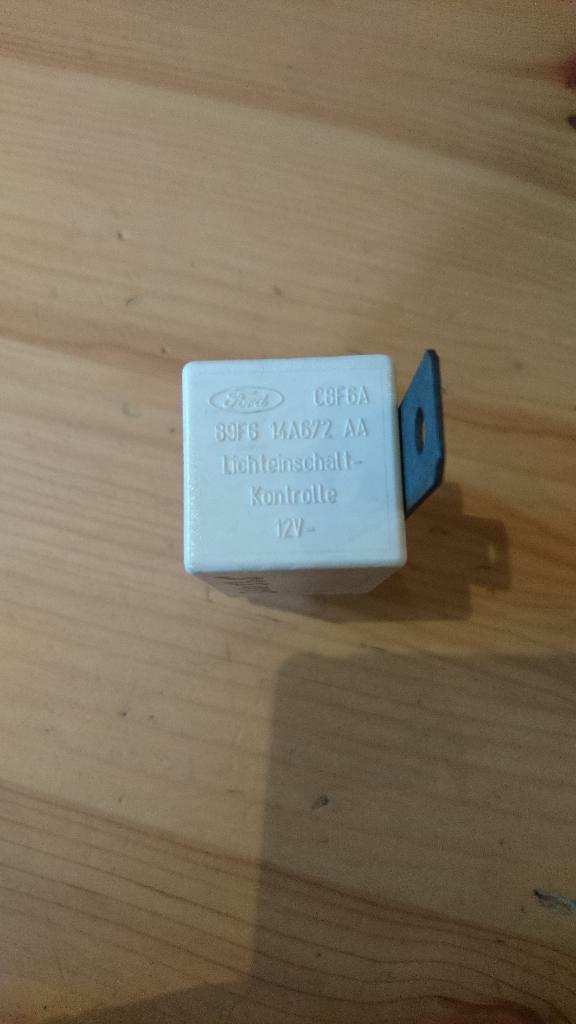 Ford C8F6A
89FG 14A672 AA
Lichteinschalt-
Kontrolle
12V-